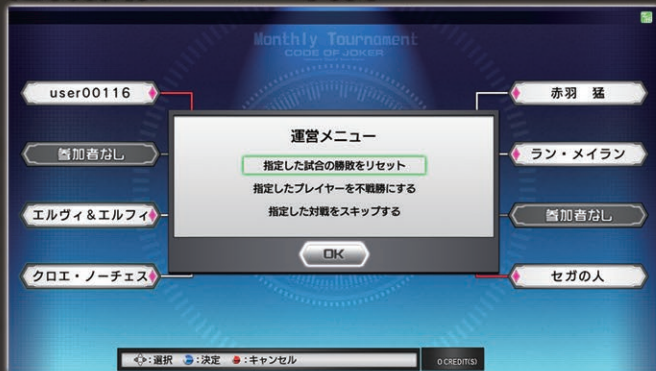 Monthly Tournament
CODE OF JOKER
user00116
赤羽 猛
運営メニュー
参加者なし
指定した試合の勝敗をリセット
ラン・メイラン
指定したプレイヤーを不戦勝にする
エルヴィ&エルフィ
指定した対戦をスキップする
参加者なし
OK
クロエ・ノーチェス
セガの人
:選択 :決定 :キャンセル
0 CREDIT(S)